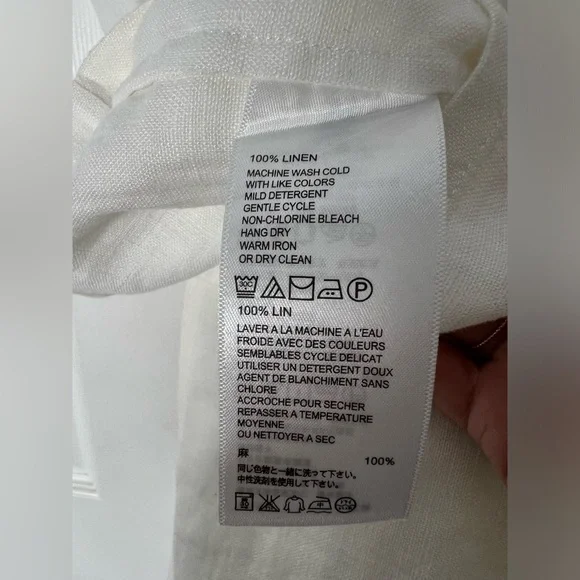 100% LINEN
MACHINE WASH COLD
WITH LIKE COLORS
MILD DETERGENT
GENTLE CYCLE
NON-CHLORINE BLEACH
HANG DRY
WARM IRON
OR DRY CLEAN
30C P
100% LIN
LAVER A LA MACHINE A L'EAU
FROIDE AVEC DES COULEURS
SEMBLABLES CYCLE DELICAT
UTILISER UN DETERGENT DOUX
AGENT DE BLANCHIMENT SANS
CHLORE
ACCROCHE POUR SECHER
REPASSER A TEMPERATURE
MOYENNE
OU NETTOYER A SEC
麻 100%
同じ色物と一緒に洗って下さい。
中性洗剤を使用して下さい。